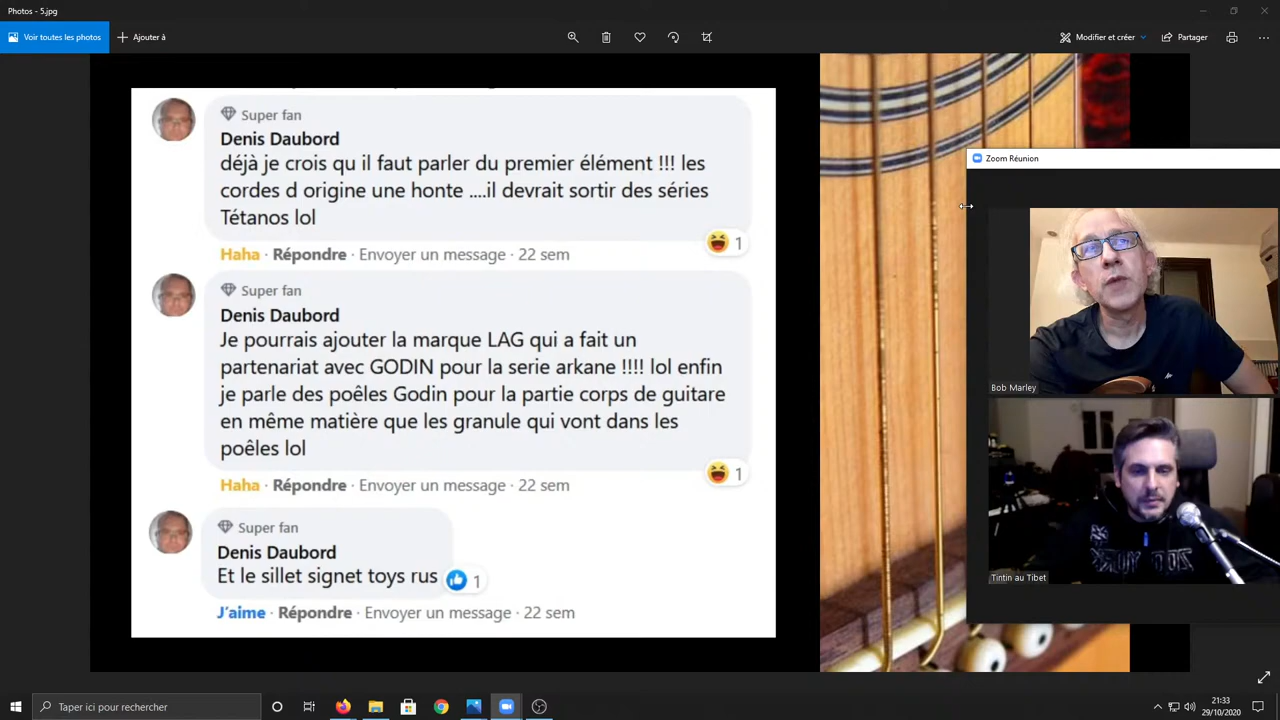 Photos - 5.jpg
Voir toutes les photos
Ajouter à
Modifier et créer
Partager
Super fan
Denis Daubord
déjà je crois qu il faut parler du premier élément !!! les
cordes d origine une honte ....il devrait sortir des séries
Tétanos lol
1
Haha · Répondre · Envoyer un message · 22 sem
Super fan
Denis Daubord
Je pourrais ajouter la marque LAG qui a fait un
partenariat avec GODIN pour la serie arkane !!!! lol enfin
je parle des poêles Godin pour la partie corps de guitare
en même matière que les granule qui vont dans les
poêles lol
1
Haha · Répondre · Envoyer un message · 22 sem
Super fan
Denis Daubord
Et le sillet signet toys rus
1
J'aime · Répondre · Envoyer un message · 22 sem
Zoom Réunion
Bob Marley
Tintin au Tibet
Taper ici pour rechercher
21:33
29/10/2020